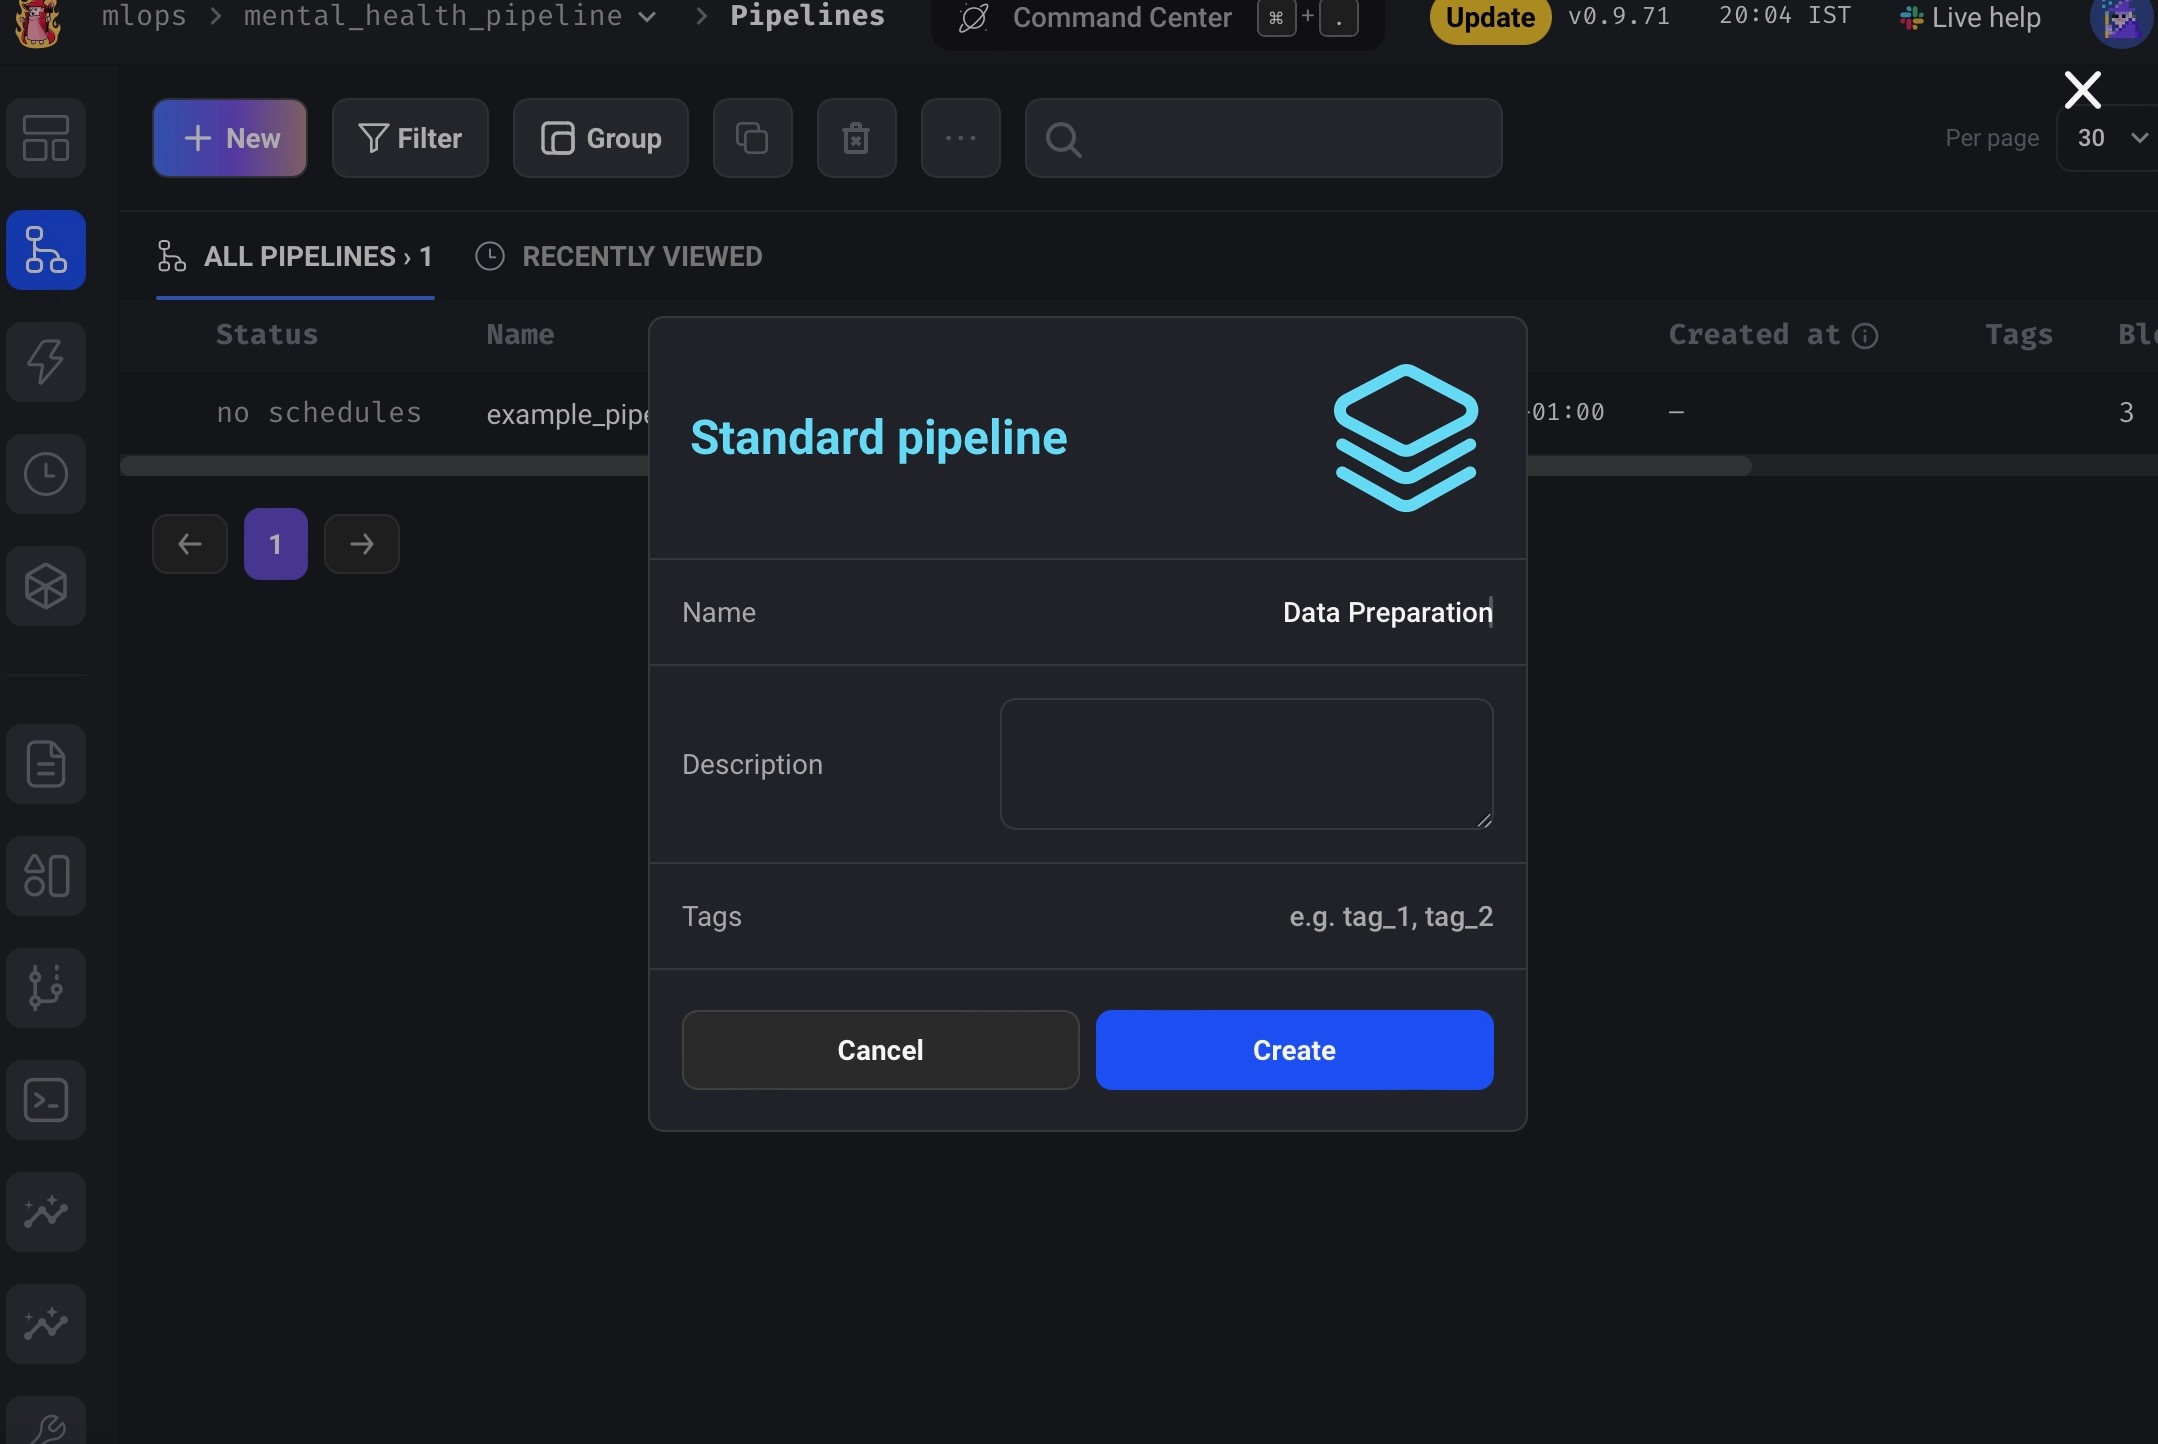 mlops > mental_health_pipeline > Pipelines
Command Center ⌘ + .
Update v0.9.71 20:04 IST Live help
+ New Filter Group Per page 30
ALL PIPELINES › 1 RECENTLY VIEWED
Status Name Created at Tags
no schedules example_pipe 01:00 — 3
1
Standard pipeline
Name Data Preparation
Description
Tags e.g. tag_1, tag_2
Cancel Create